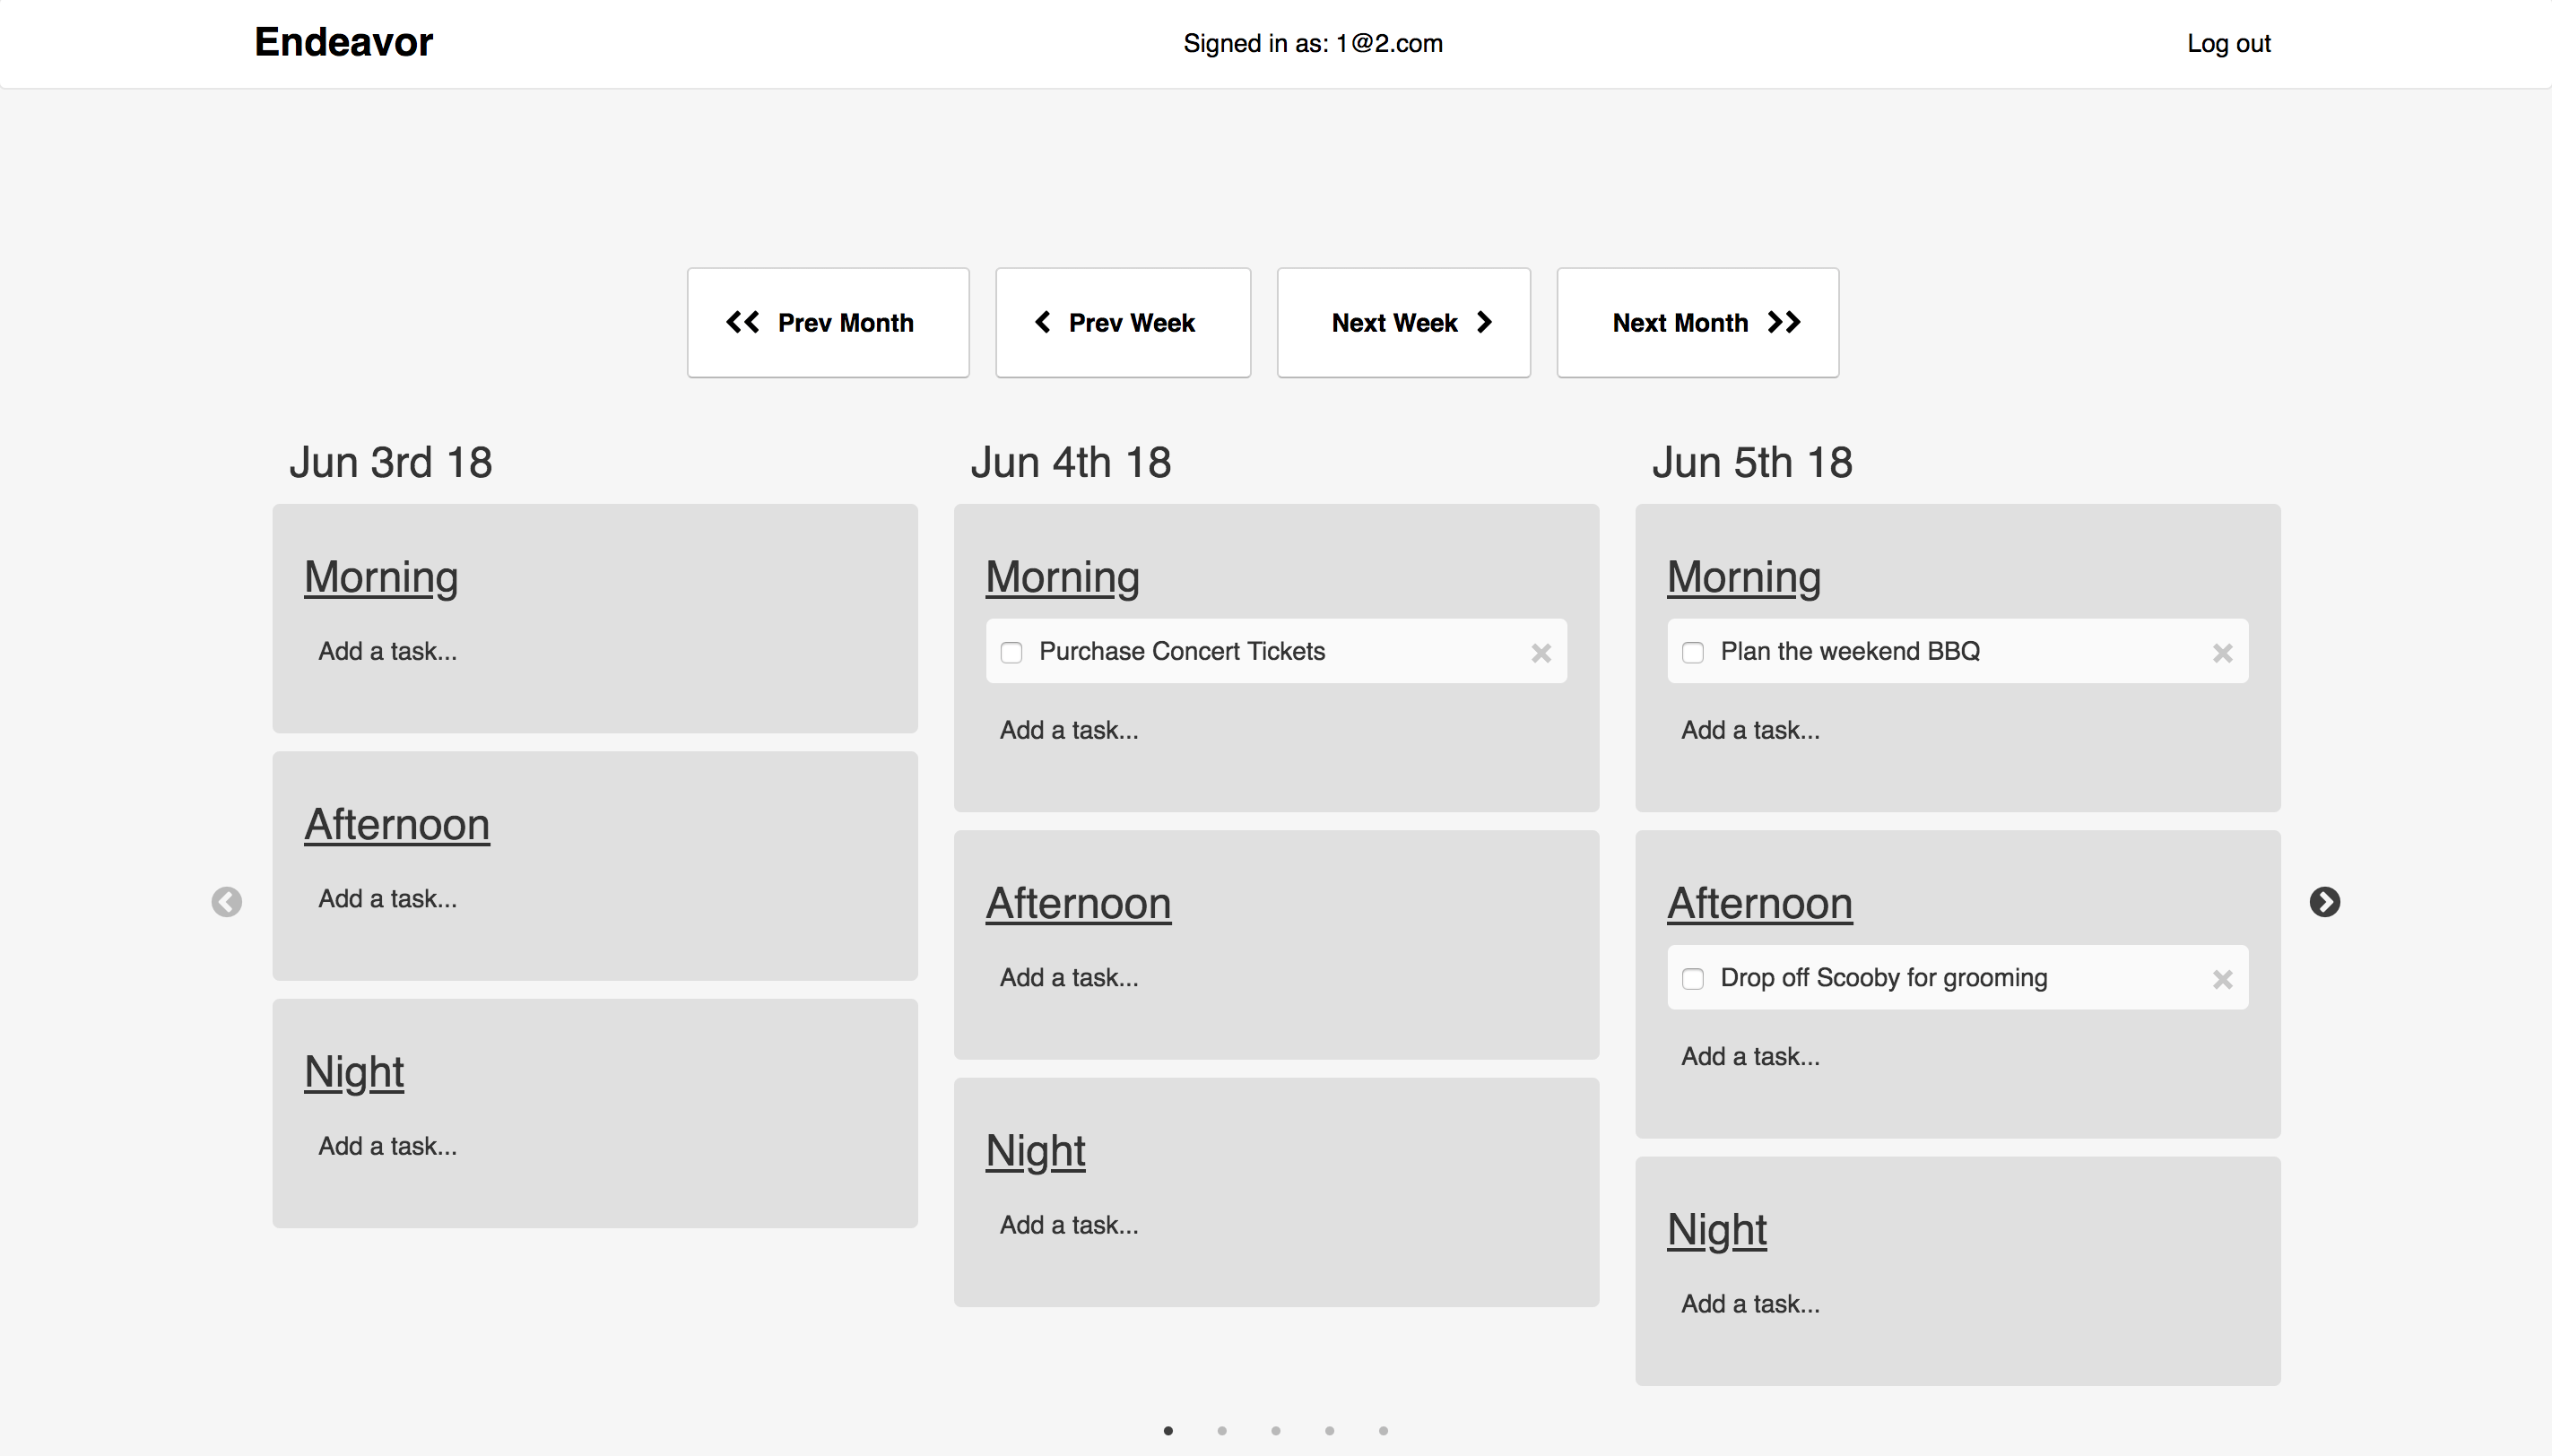 Endeavor
Signed in as: 1@2.com
Log out
Prev Month
Prev Week
Next Week
Next Month
Jun 3rd 18
Morning
Add a task...
Afternoon
Add a task...
Night
Add a task...
Jun 4th 18
Morning
Purchase Concert Tickets
Add a task...
Afternoon
Add a task...
Night
Add a task...
Jun 5th 18
Morning
Plan the weekend BBQ
Add a task...
Afternoon
Drop off Scooby for grooming
Add a task...
Night
Add a task...